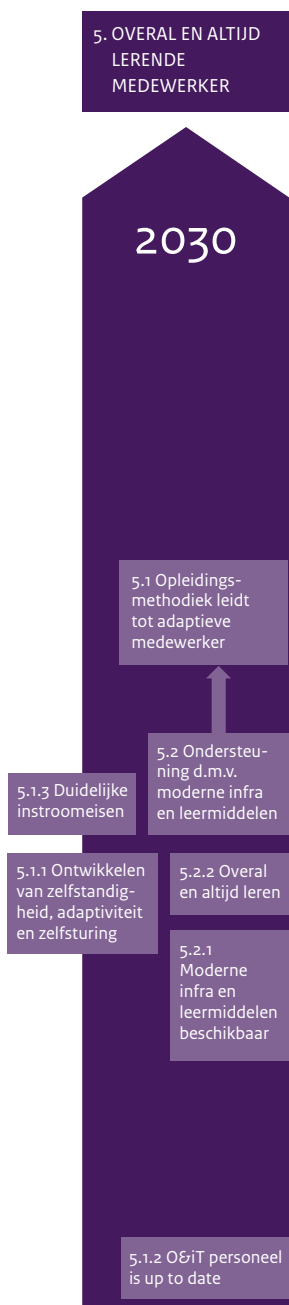 5. OVERAL EN ALTIJD
LERENDE
MEDEWERKER
2030
5.1 Opleidings-
methodiek leidt
tot adaptieve
medewerker
5.2 Ondersteu-
ning d.m.v.
moderne infra
en leermiddelen
5.1.3 Duidelijke
instroomeisen
5.1.1 Ontwikkelen
van zelfstandig-
heid, adaptiviteit
en zelfsturing
5.2.2 Overal
en altijd leren
5.2.1
Moderne
infra en
leermiddelen
beschikbaar
5.1.2 O&iT personeel
is up to date